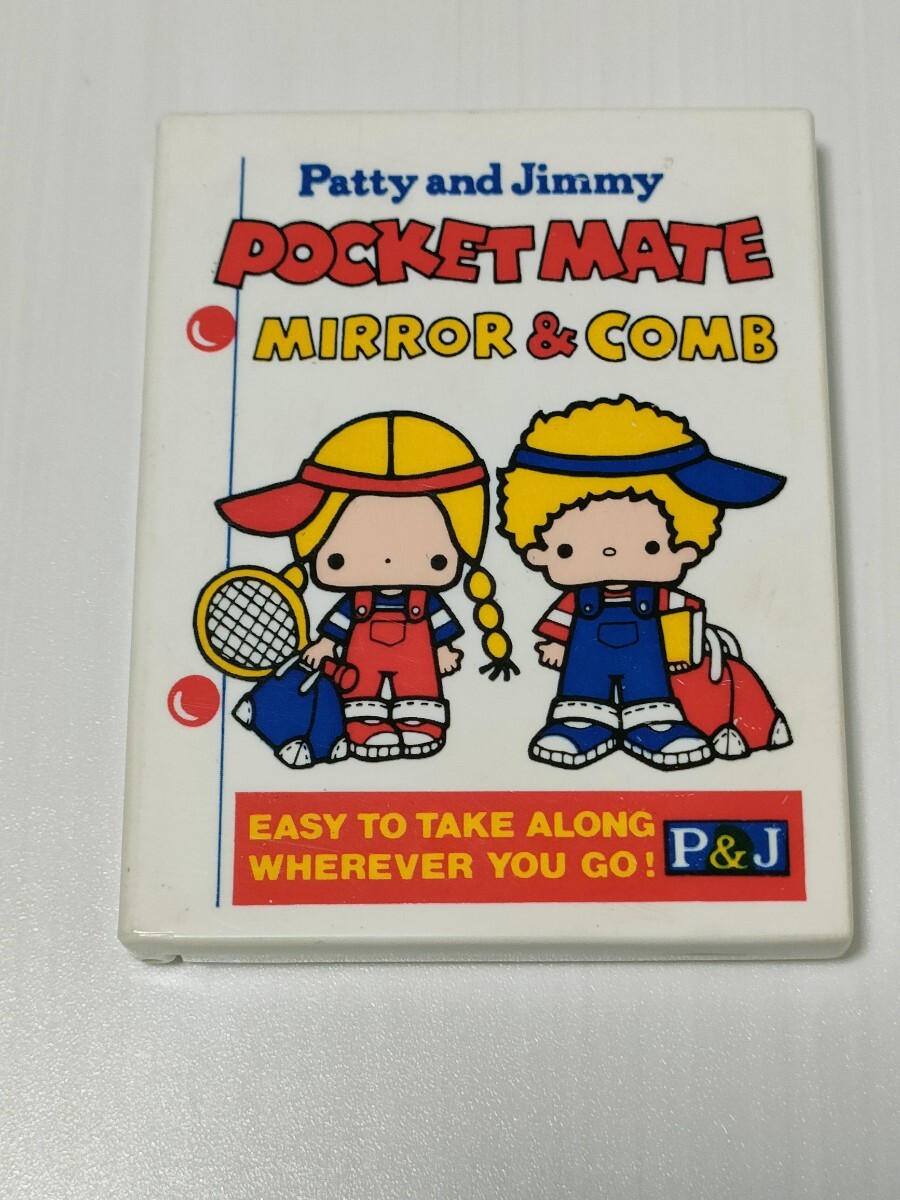 Patty and Jimmy
POCKET MATE
MIRROR & COMB
EASY TO TAKE ALONG
WHEREVER YOU GO!
P&J